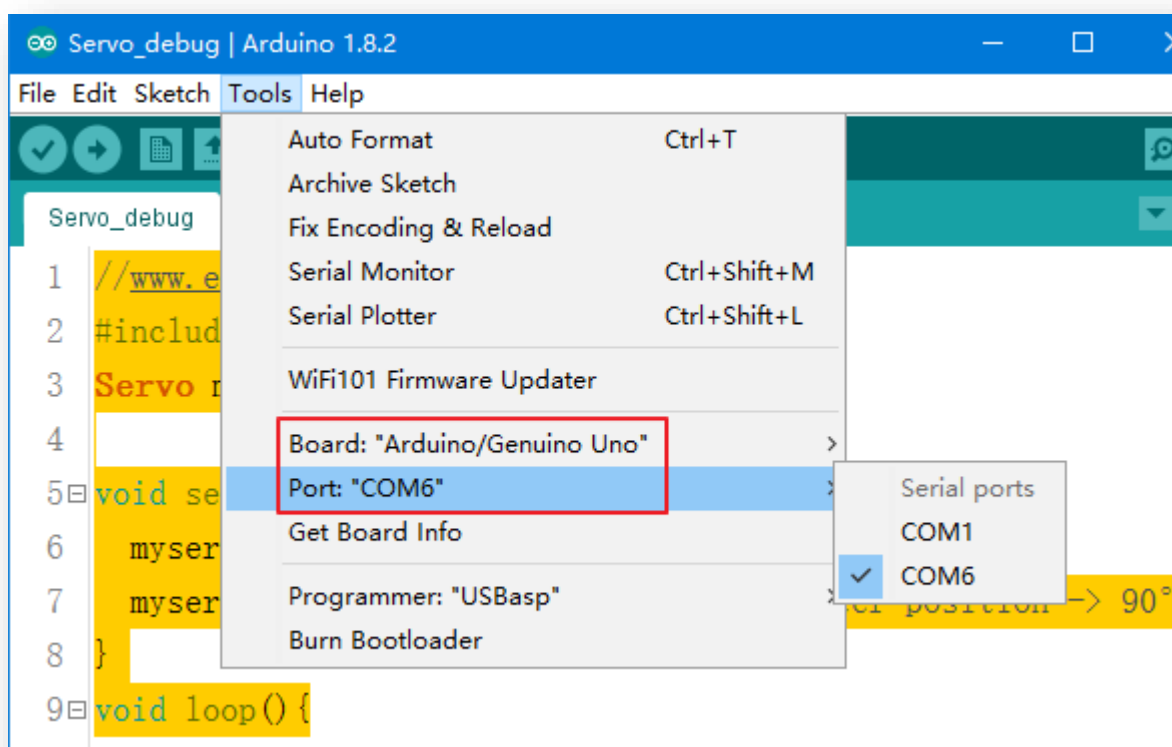 Servo_debug | Arduino 1.8.2
File Edit Sketch Tools Help
Auto Format Ctrl+T
Archive Sketch
Fix Encoding & Reload
Serial Monitor Ctrl+Shift+M
Serial Plotter Ctrl+Shift+L
WiFi101 Firmware Updater
Board: "Arduino/Genuino Uno"
Port: "COM6"
Get Board Info
Programmer: "USBasp"
Burn Bootloader
Serial ports
COM1
COM6
Servo_debug
1 //www.e
2 #includ
3 Servo
4
5 void se
6 myser
7 myser position -> 90°
8 }
9 void loop(){